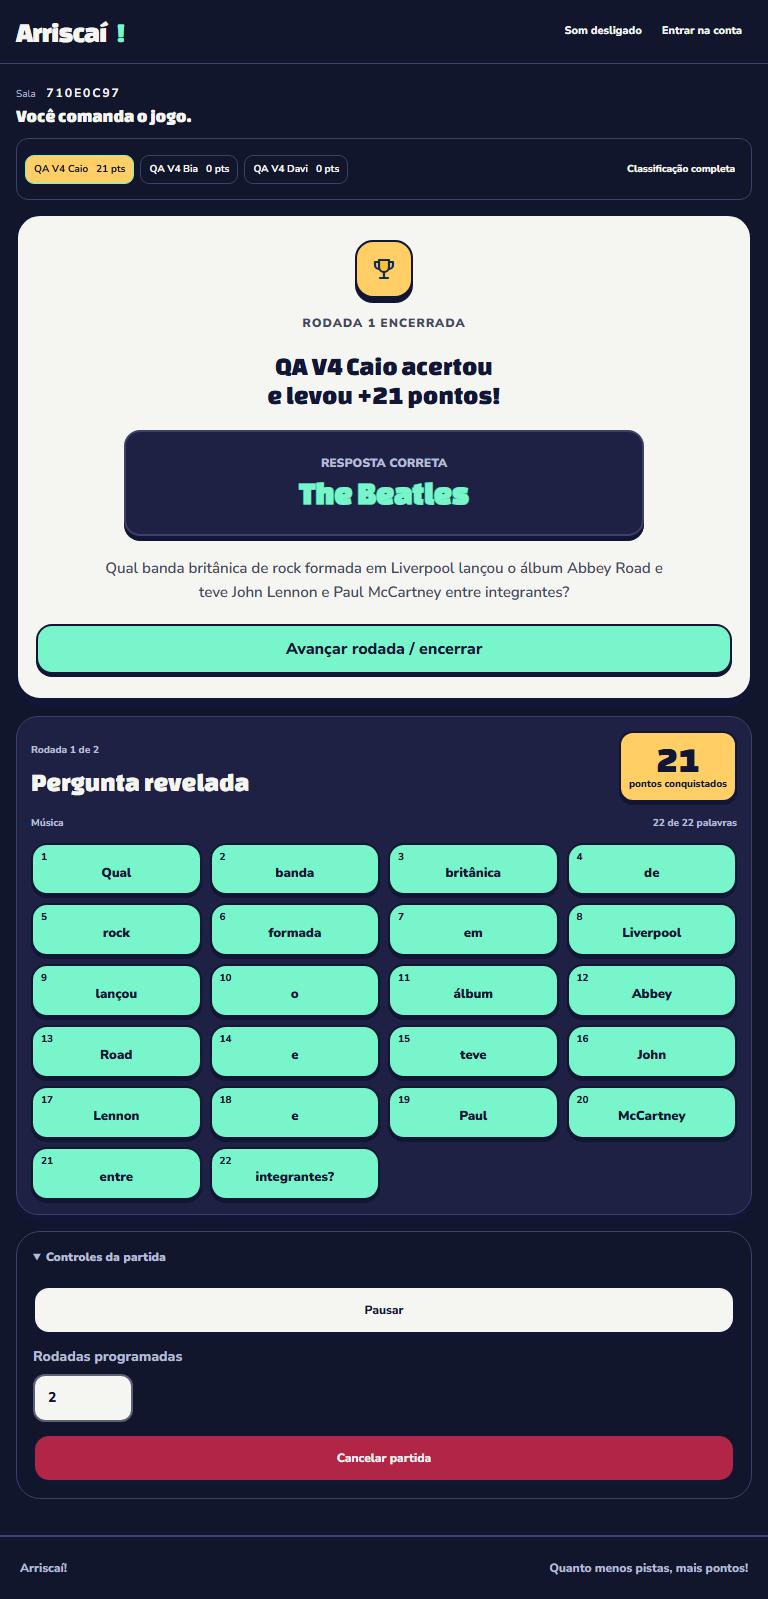 Arriscaí !
Som desligado Entrar na conta
Sala 710E0C97
Você comanda o jogo.
QA V4 Caio 21 pts QA V4 Bia 0 pts QA V4 Davi 0 pts Classificação completa
RODADA 1 ENCERRADA
QA V4 Caio acertou
e levou +21 pontos!
RESPOSTA CORRETA
The Beatles
Qual banda britânica de rock formada em Liverpool lançou o álbum Abbey Road e
teve John Lennon e Paul McCartney entre integrantes?
Avançar rodada / encerrar
Rodada 1 de 2
Pergunta revelada
21
pontos conquistados
Música 22 de 22 palavras
1 Qual 2 banda 3 britânica 4 de
5 rock 6 formada 7 em 8 Liverpool
9 lançou 10 o 11 álbum 12 Abbey
13 Road 14 e 15 teve 16 John
17 Lennon 18 e 19 Paul 20 McCartney
21 entre 22 integrantes?
▼ Controles da partida
Pausar
Rodadas programadas
2
Cancelar partida
Arriscaí! Quanto menos pistas, mais pontos!